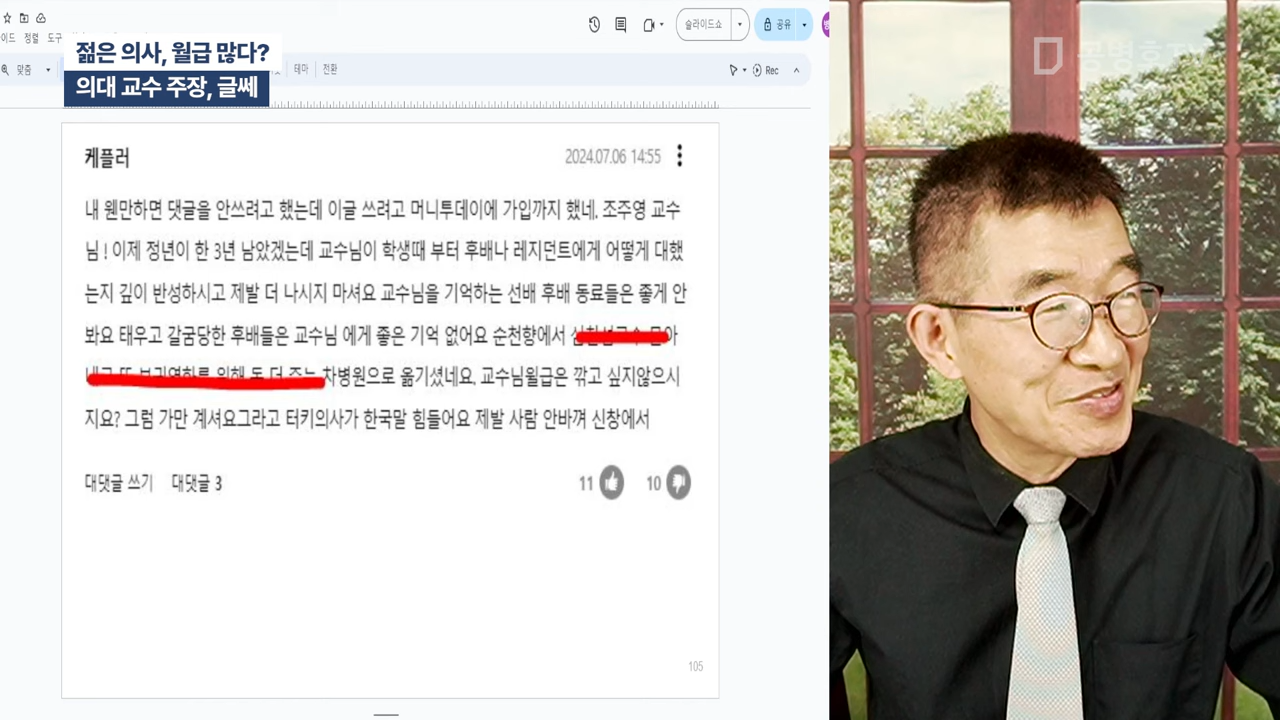 이드 정렬 도구
젊은 의사, 월급 많다?
의대 교수 주장, 글쎄
맞춤
테마
전환
슬라이드쇼
공유
Rec
공병호TV
케플러
2024.07.06 14:55
내 웬만하면 댓글을 안쓰려고 했는데 이글 쓰려고 머니투데이에 가입까지 했네. 조주영 교수
님 ! 이제 정년이 한 3년 남았겠는데 교수님이 학생때 부터 후배나 레지던트에게 어떻게 대했
는지 깊이 반성하시고 제발 더 나시지 마셔요 교수님을 기억하는 선배 후배 동료들은 좋게 안
봐요 태우고 갈굼당한 후배들은 교수님 에게 좋은 기억 없어요 순천향에서
차병원으로 옮기셨네요. 교수님월급은 깎고 싶지않으시
지요? 그럼 가만 계셔요그라고 터키의사가 한국말 힘들어요 제발 사람 안바껴 신창에서
대댓글 쓰기 대댓글 3
11 10
105